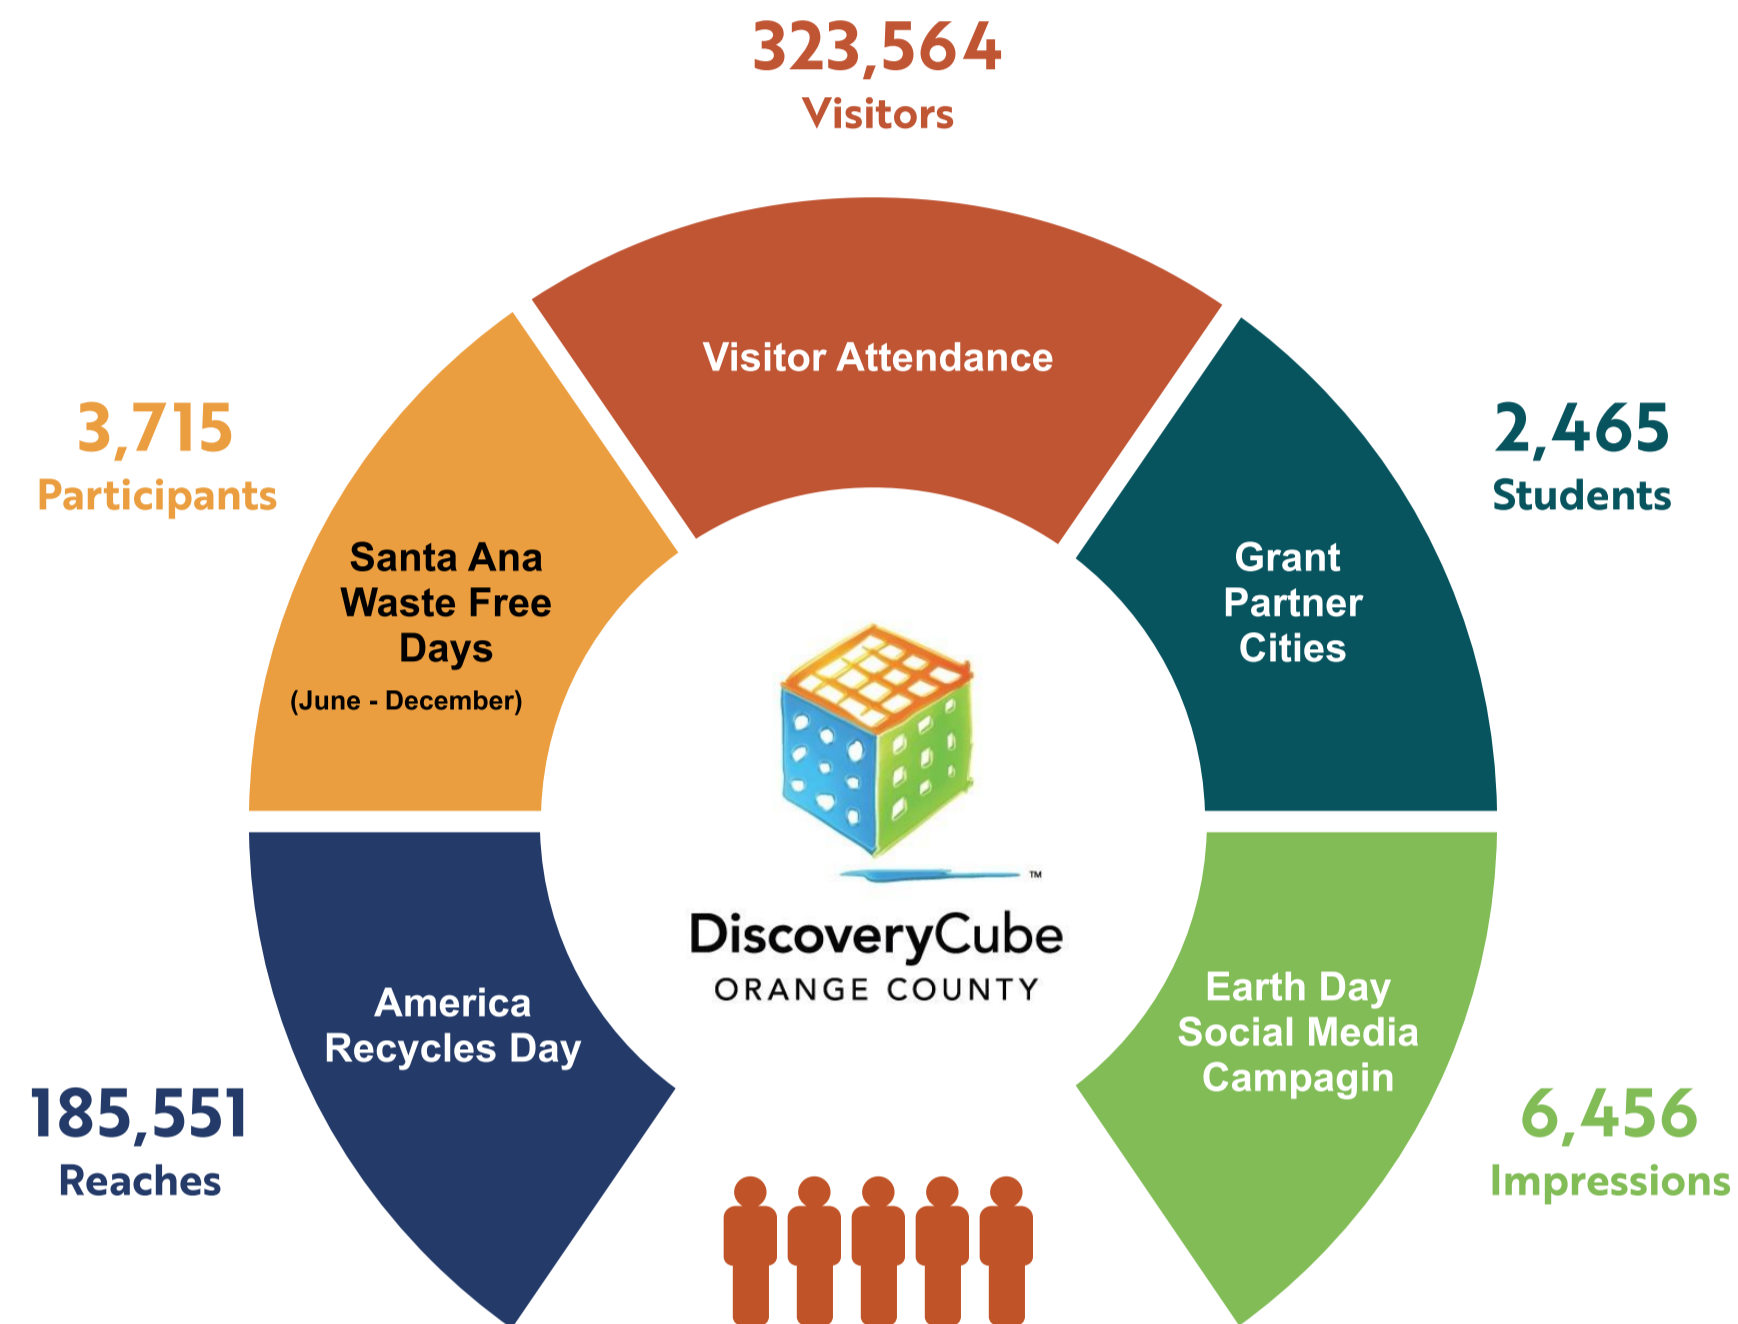 323,564
Visitors
Visitor Attendance
3,715
Participants
Santa Ana
Waste Free
Days
(June - December)
2,465
Students
Grant
Partner
Cities
TM
DiscoveryCube
ORANGE COUNTY
America
Recycles Day
185,551
Reaches
Earth Day
Social Media
Campagin
6,456
Impressions